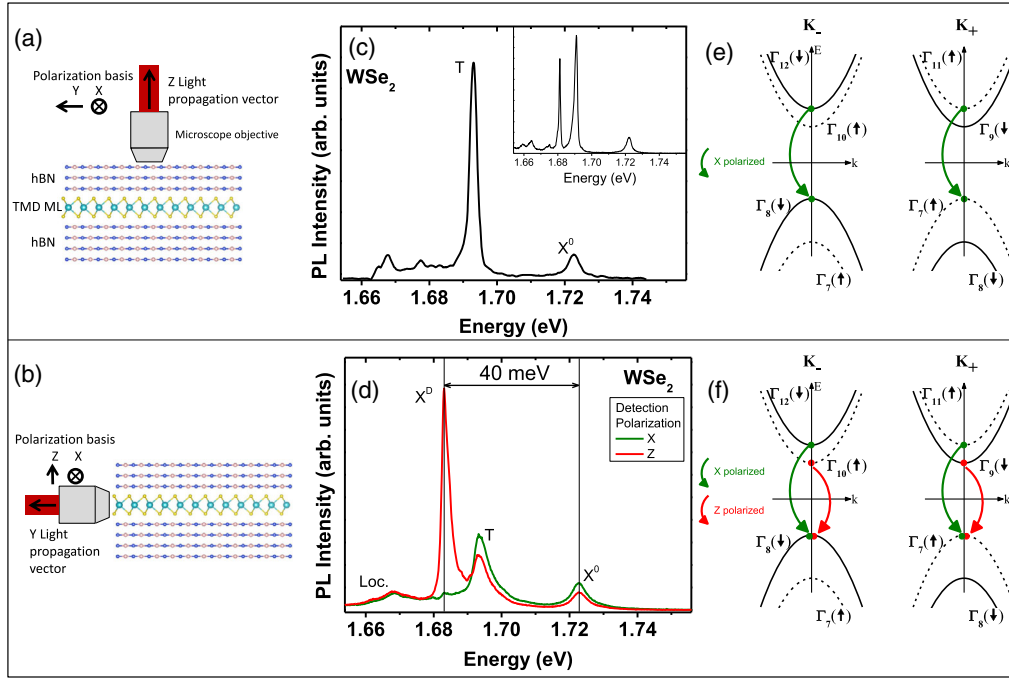 (a)
Polarization basis
Y X
Z Light
propagation vector
Microscope objective
hBN
TMD ML
hBN
(c)
WSe₂
T
X⁰
PL Intensity (arb. units)
1.66 1.68 1.70 1.72 1.74
Energy (eV)
1.66 1.68 1.70 1.72 1.74
Energy (eV)
(e)
K₋
K₊
E
Γ₁₂(↓)
Γ₁₁(↑)
Γ₁₀(↑)
Γ₉(↓)
X polarized
k
k
Γ₈(↓)
Γ₇(↑)
Γ₇(↑)
Γ₈(↓)
(b)
Polarization basis
Z X
Y Light
propagation
vector
(d)
40 meV
WSe₂
Xᴰ
Detection
Polarization
X
Z
T
X⁰
Loc.
PL Intensity (arb. units)
1.66 1.68 1.70 1.72 1.74
Energy (eV)
(f)
K₋
K₊
E
Γ₁₂(↓)
Γ₁₁(↑)
Γ₁₀(↑)
Γ₉(↓)
X polarized
Z polarized
k
k
Γ₈(↓)
Γ₇(↑)
Γ₇(↑)
Γ₈(↓)